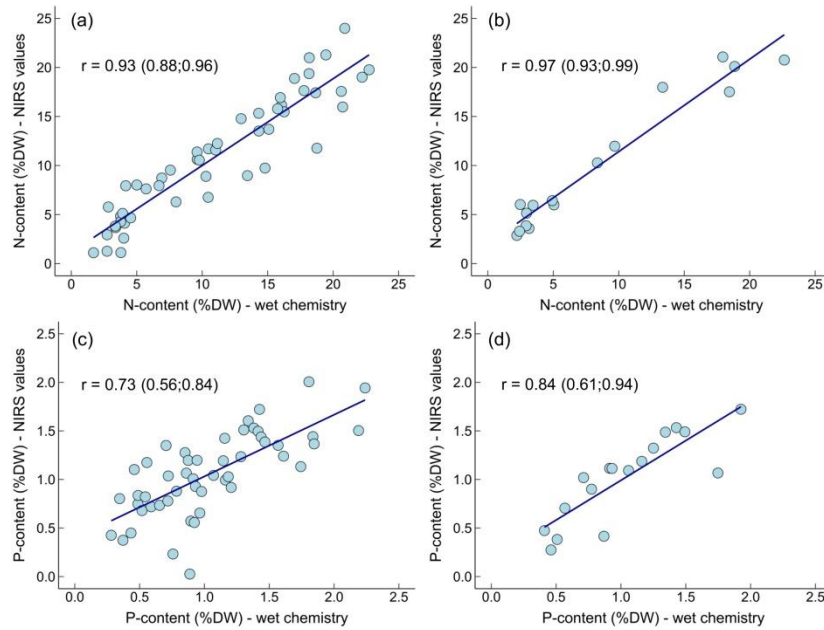 (a)
r = 0.93 (0.88;0.96)
N-content (%DW) - NIRS values
25
20
15
10
5
0
0 5 10 15 20 25
N-content (%DW) - wet chemistry
(b)
r = 0.97 (0.93;0.99)
N-content (%DW) - NIRS values
25
20
15
10
5
0
0 5 10 15 20 25
N-content (%DW) - wet chemistry
(c)
r = 0.73 (0.56;0.84)
P-content (%DW) - NIRS values
2.5
2.0
1.5
1.0
0.5
0.0
0.0 0.5 1.0 1.5 2.0 2.5
P-content (%DW) - wet chemistry
(d)
r = 0.84 (0.61;0.94)
P-content (%DW) - NIRS values
2.5
2.0
1.5
1.0
0.5
0.0
0.0 0.5 1.0 1.5 2.0 2.5
P-content (%DW) - wet chemistry